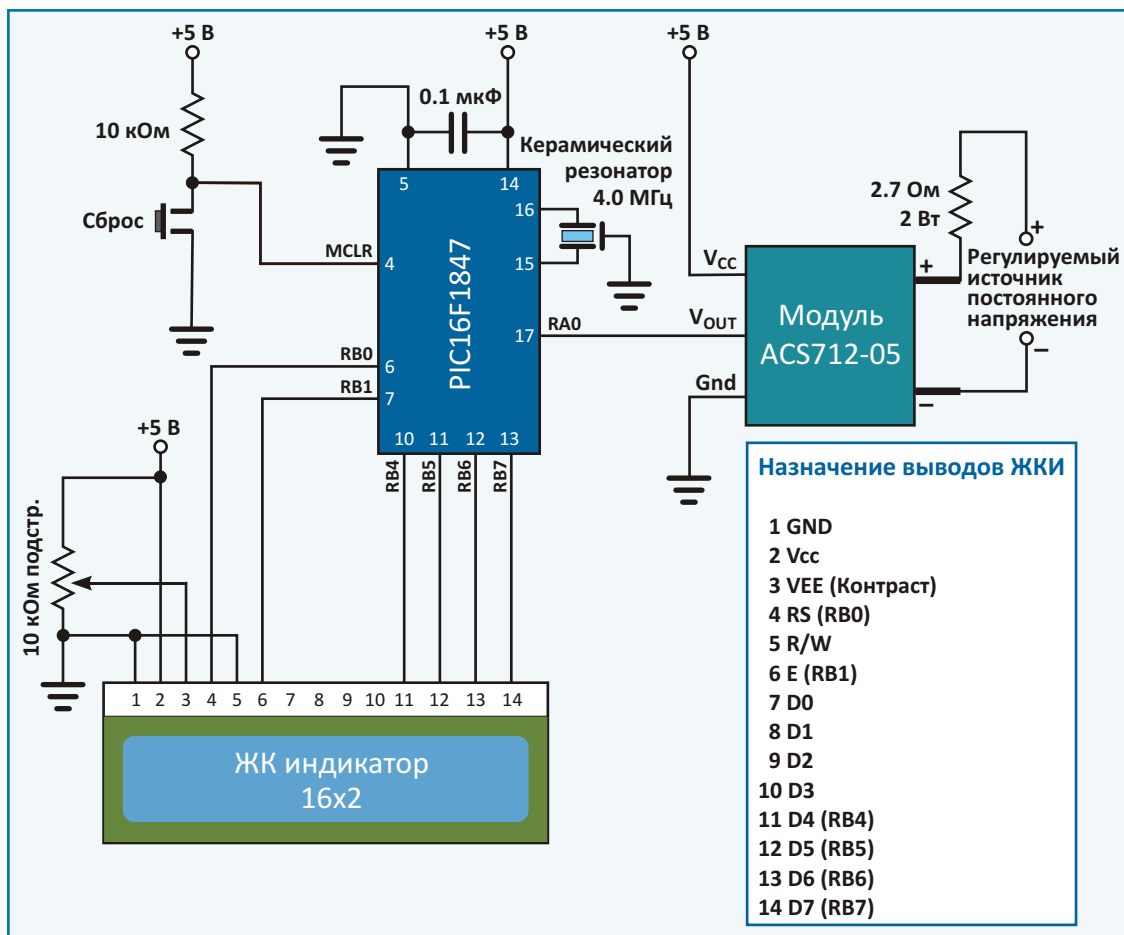 +5 В
+5 В
+5 В
10 кОм
0.1 мкФ
Керамический
резонатор
4.0 МГц
Сброс
MCLR
PIC16F1847
5
14
16
15
4
17
6
7
10
11
12
13
RA0
RB0
RB1
RB4
RB5
RB6
RB7
VCC
VOUT
Gnd
Модуль
ACS712-05
+
–
2.7 Ом
2 Вт
+
Регулируемый
источник
постоянного
напряжения
–
+5 В
10 кОм подстр.
1 2 3 4 5 6 7 8 9 10 11 12 13 14
ЖК индикатор
16x2
Назначение выводов ЖКИ
1 GND
2 Vcc
3 VEE (Контраст)
4 RS (RB0)
5 R/W
6 E (RB1)
7 D0
8 D1
9 D2
10 D3
11 D4 (RB4)
12 D5 (RB5)
13 D6 (RB6)
14 D7 (RB7)